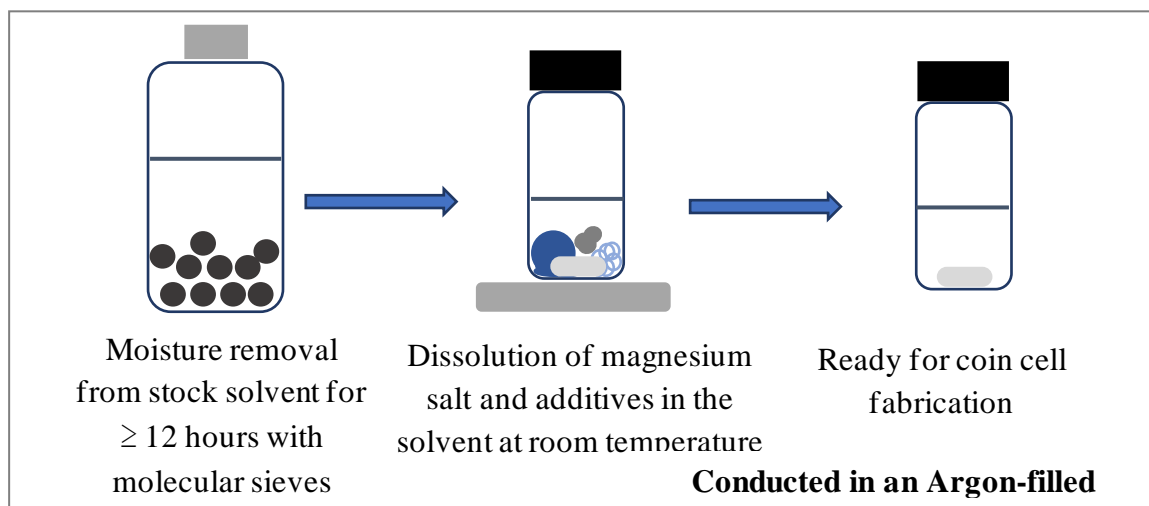 Moisture removal
from stock solvent for
≥ 12 hours with
molecular sieves
Dissolution of magnesium
salt and additives in the
solvent at room temperature
Ready for coin cell
fabrication
Conducted in an Argon-filled